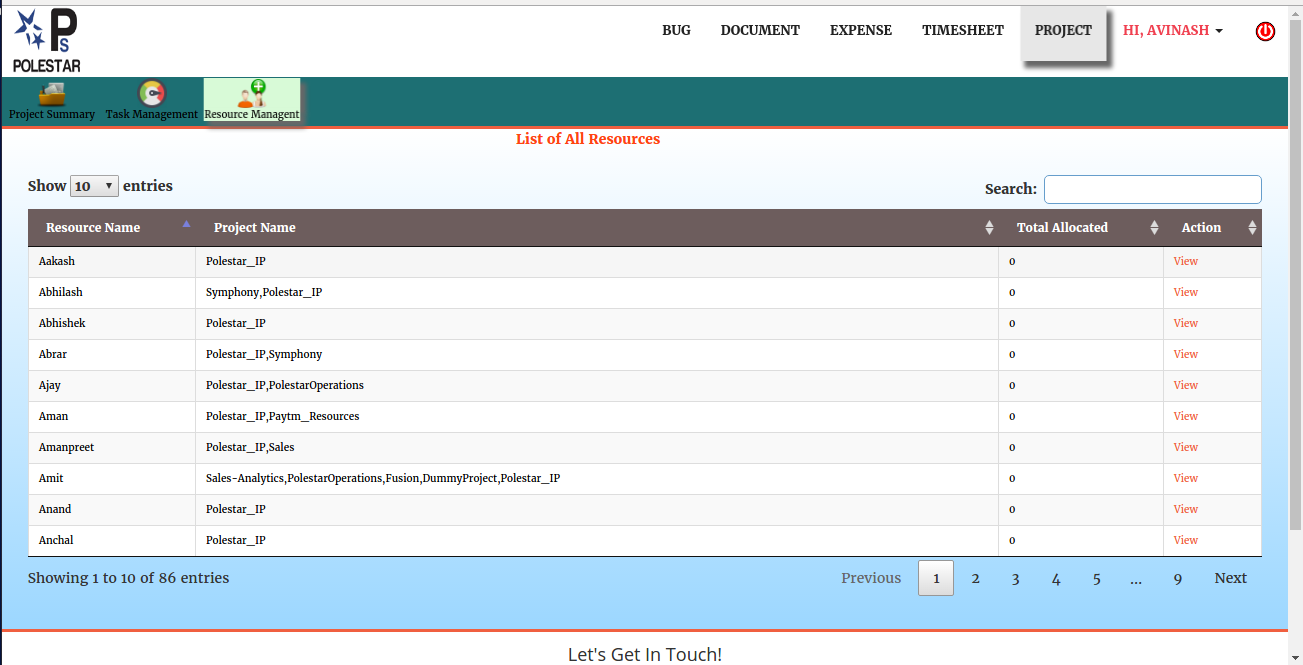 PS
POLESTAR
BUG DOCUMENT EXPENSE TIMESHEET PROJECT HI, AVINASH
Project Summary Task Management Resource Managent
List of All Resources
Show 10 entries Search:
Resource Name Project Name Total Allocated Action
Aakash Polestar_IP 0 View
Abhilash Symphony,Polestar_IP 0 View
Abhishek Polestar_IP 0 View
Abrar Polestar_IP,Symphony 0 View
Ajay Polestar_IP,PolestarOperations 0 View
Aman Polestar_IP,Paytm_Resources 0 View
Amanpreet Polestar_IP,Sales 0 View
Amit Sales-Analytics,PolestarOperations,Fusion,DummyProject,Polestar_IP 0 View
Anand Polestar_IP 0 View
Anchal Polestar_IP 0 View
Showing 1 to 10 of 86 entries Previous 1 2 3 4 5 ... 9 Next
Let's Get In Touch!